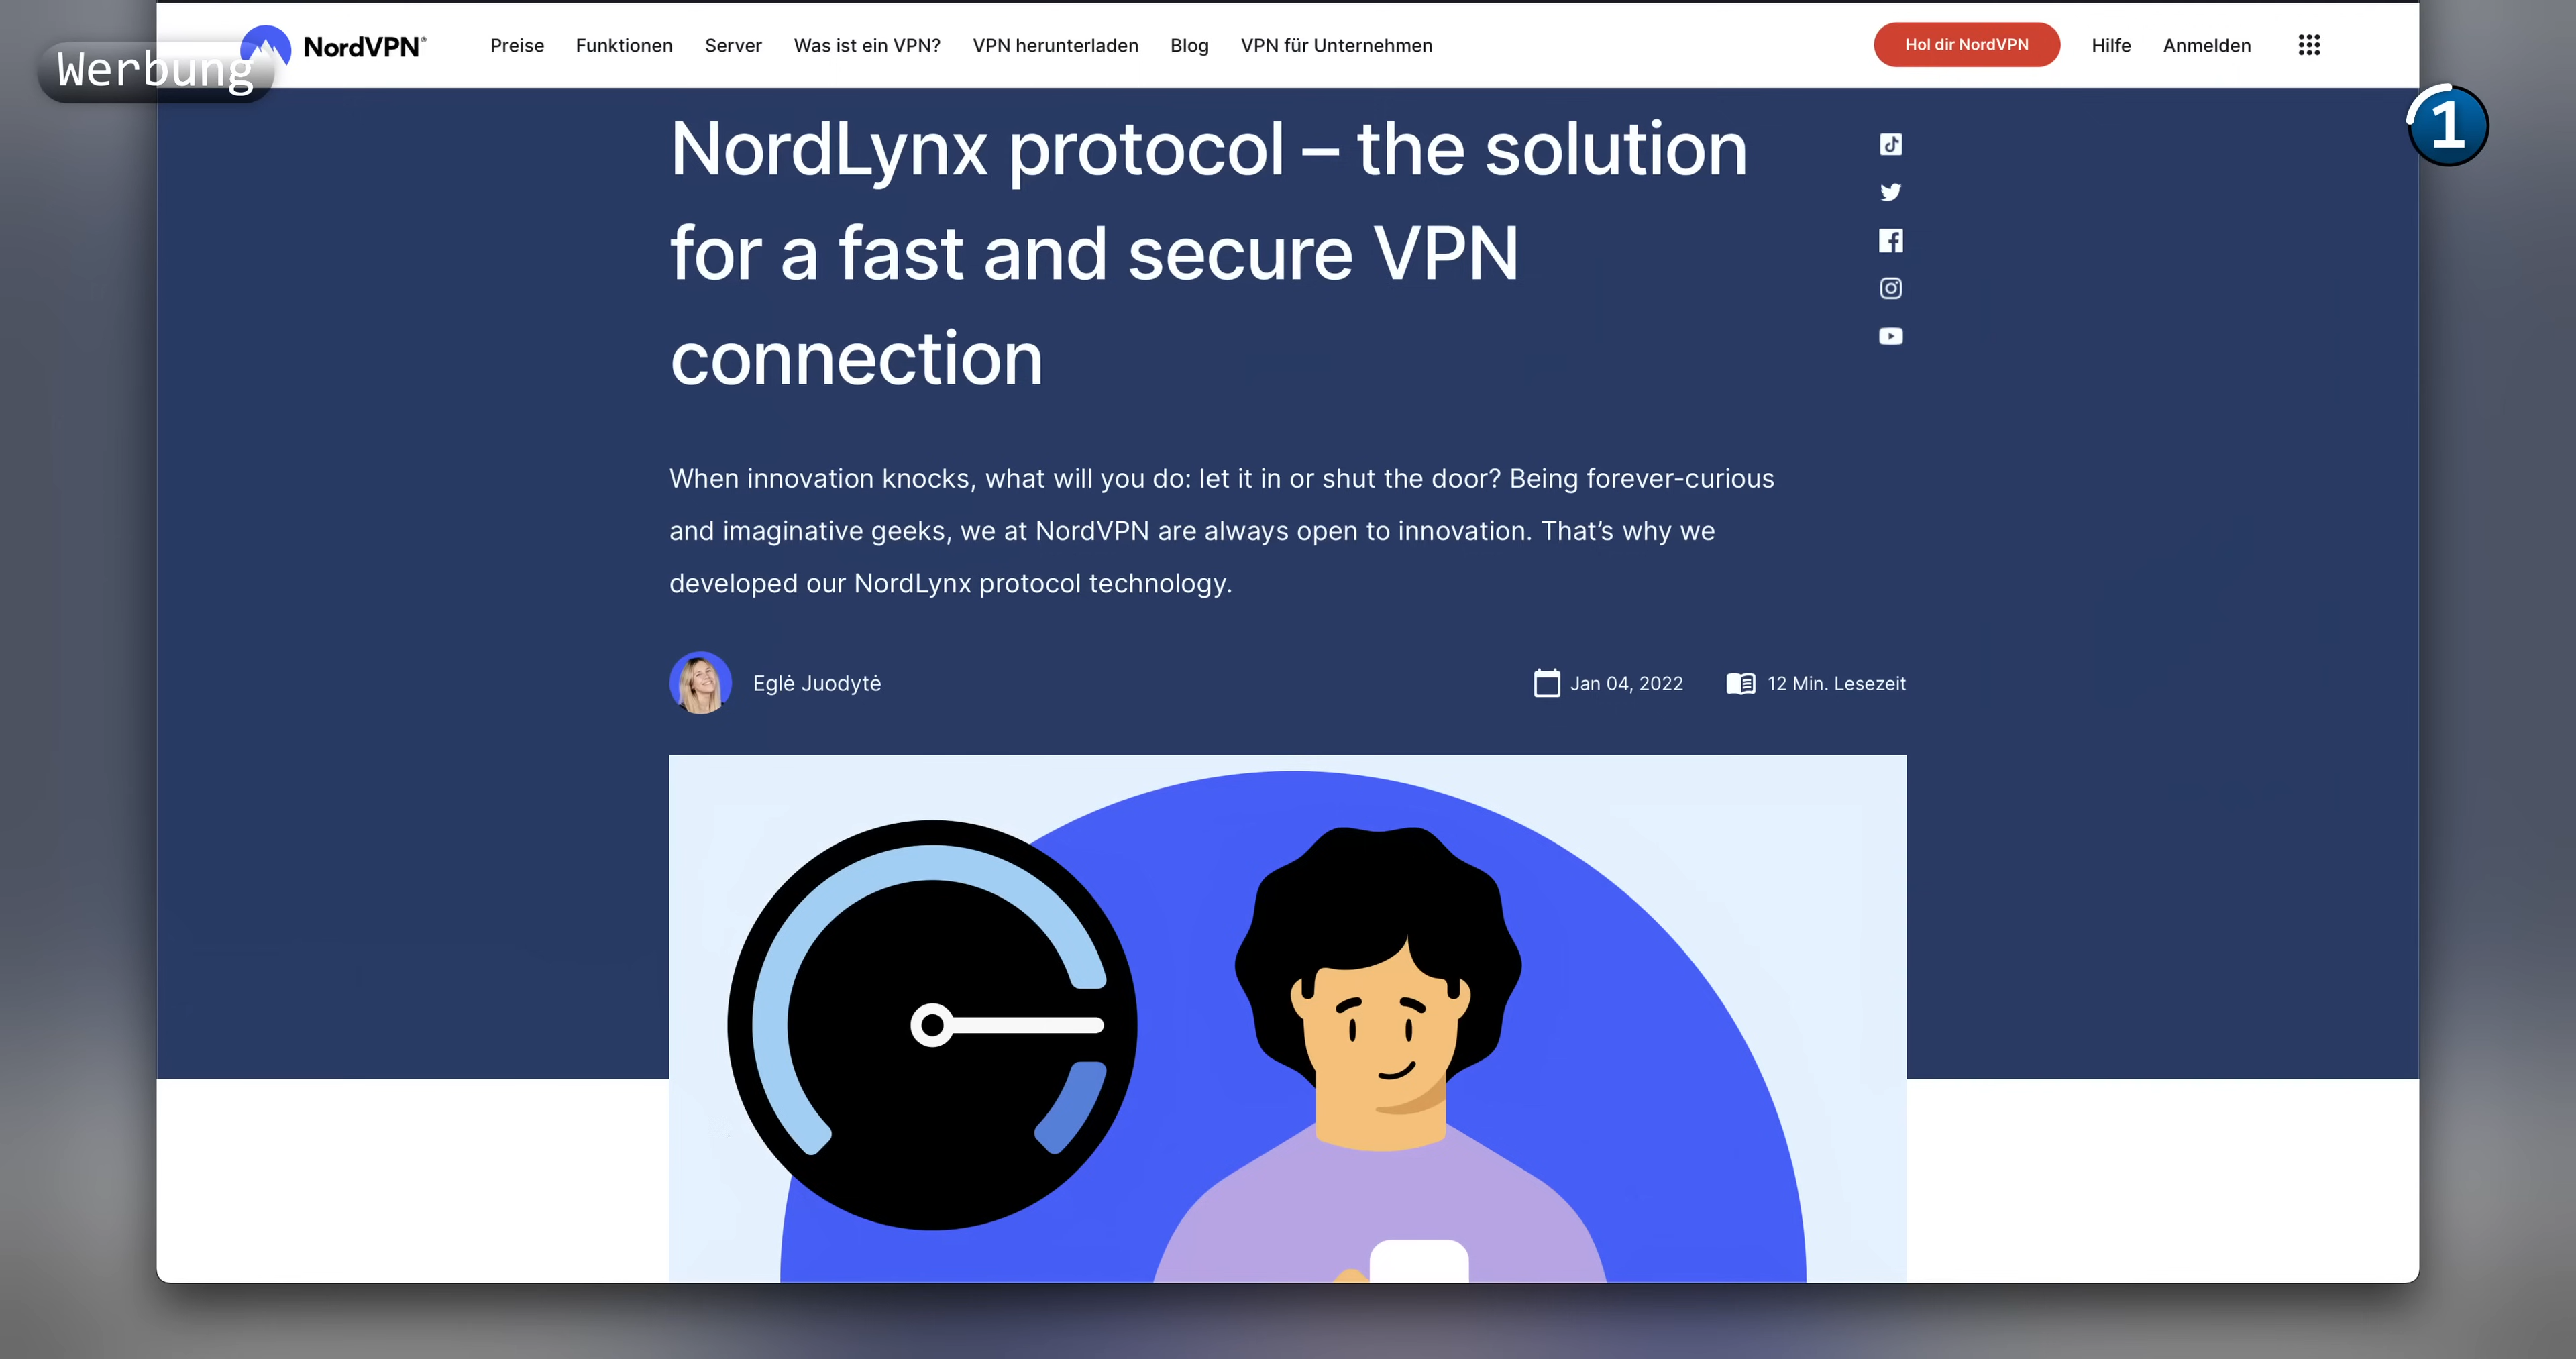 Werbung
NordVPN®
Preise
Funktionen
Server
Was ist ein VPN?
VPN herunterladen
Blog
VPN für Unternehmen
Hol dir NordVPN
Hilfe
Anmelden
1
NordLynx protocol – the solution
for a fast and secure VPN
connection
When innovation knocks, what will you do: let it in or shut the door? Being forever-curious
and imaginative geeks, we at NordVPN are always open to innovation. That’s why we
developed our NordLynx protocol technology.
Eglė Juodytė
Jan 04, 2022
12 Min. Lesezeit